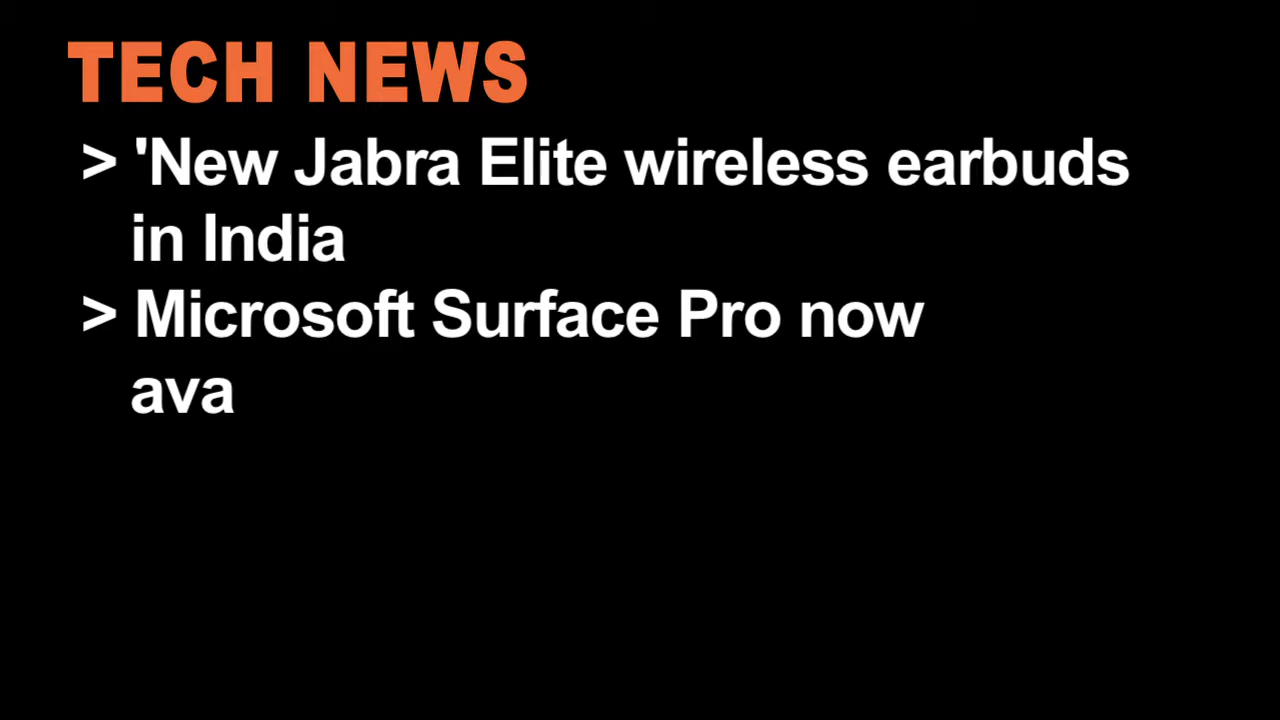 TECH NEWS
> 'New Jabra Elite wireless earbuds
in India
> Microsoft Surface Pro now
ava